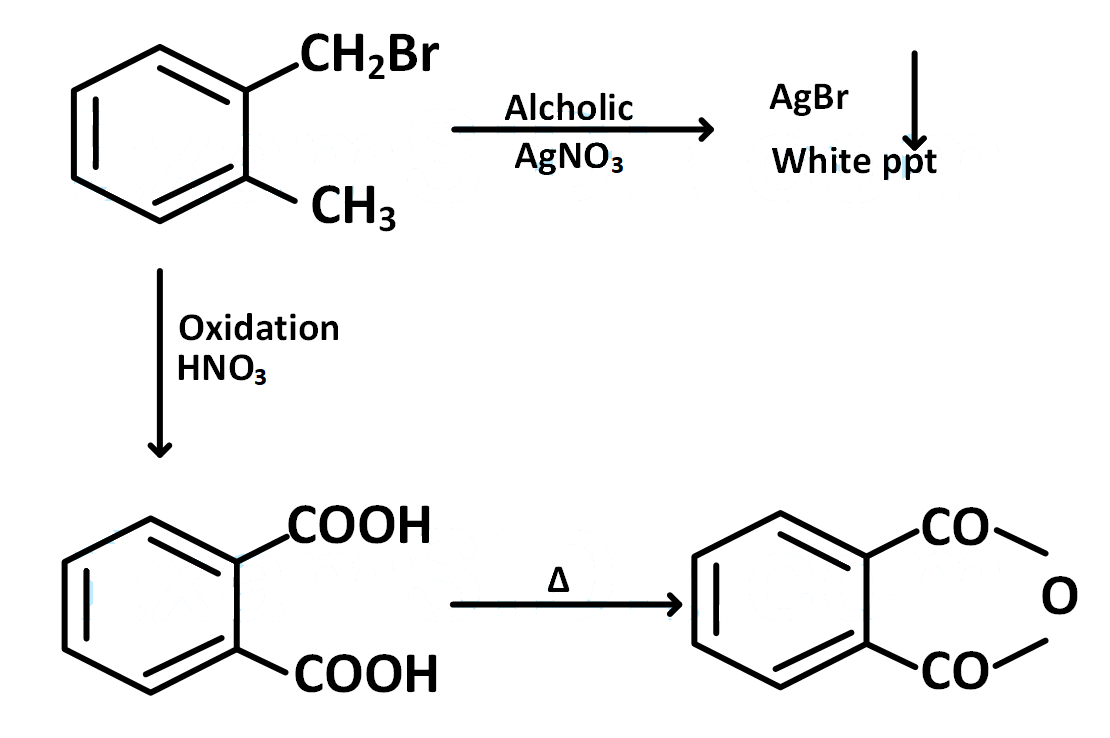 CH₂Br
Alcholic
AgNO₃
AgBr
White ppt
CH₃
Oxidation
HNO₃
COOH
Δ
COOH
CO
O
CO